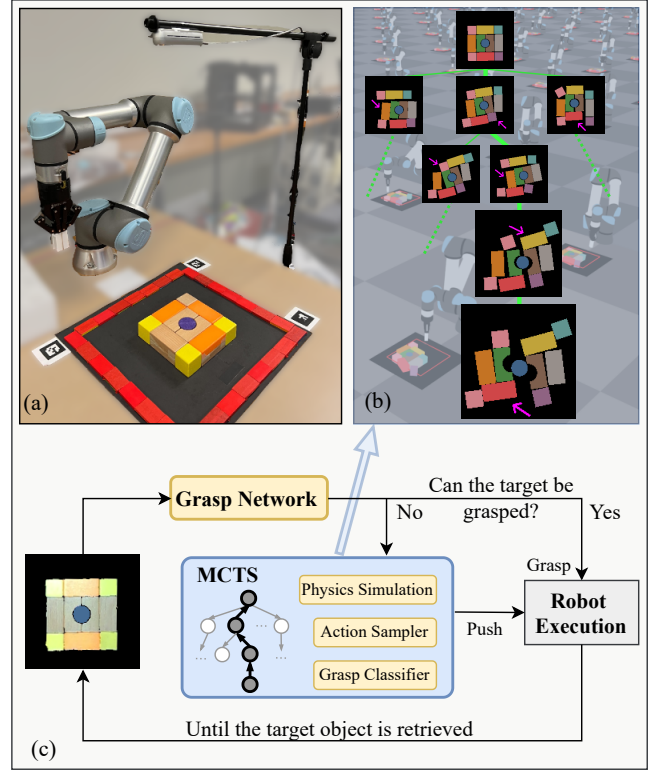 (a)
(b)
Grasp Network
Can the target be
grasped?
No
Yes
MCTS
Physics Simulation
Action Sampler
Grasp Classifier
... ...
... ...
Grasp
Push
Robot
Execution
Until the target object is retrieved
(c)